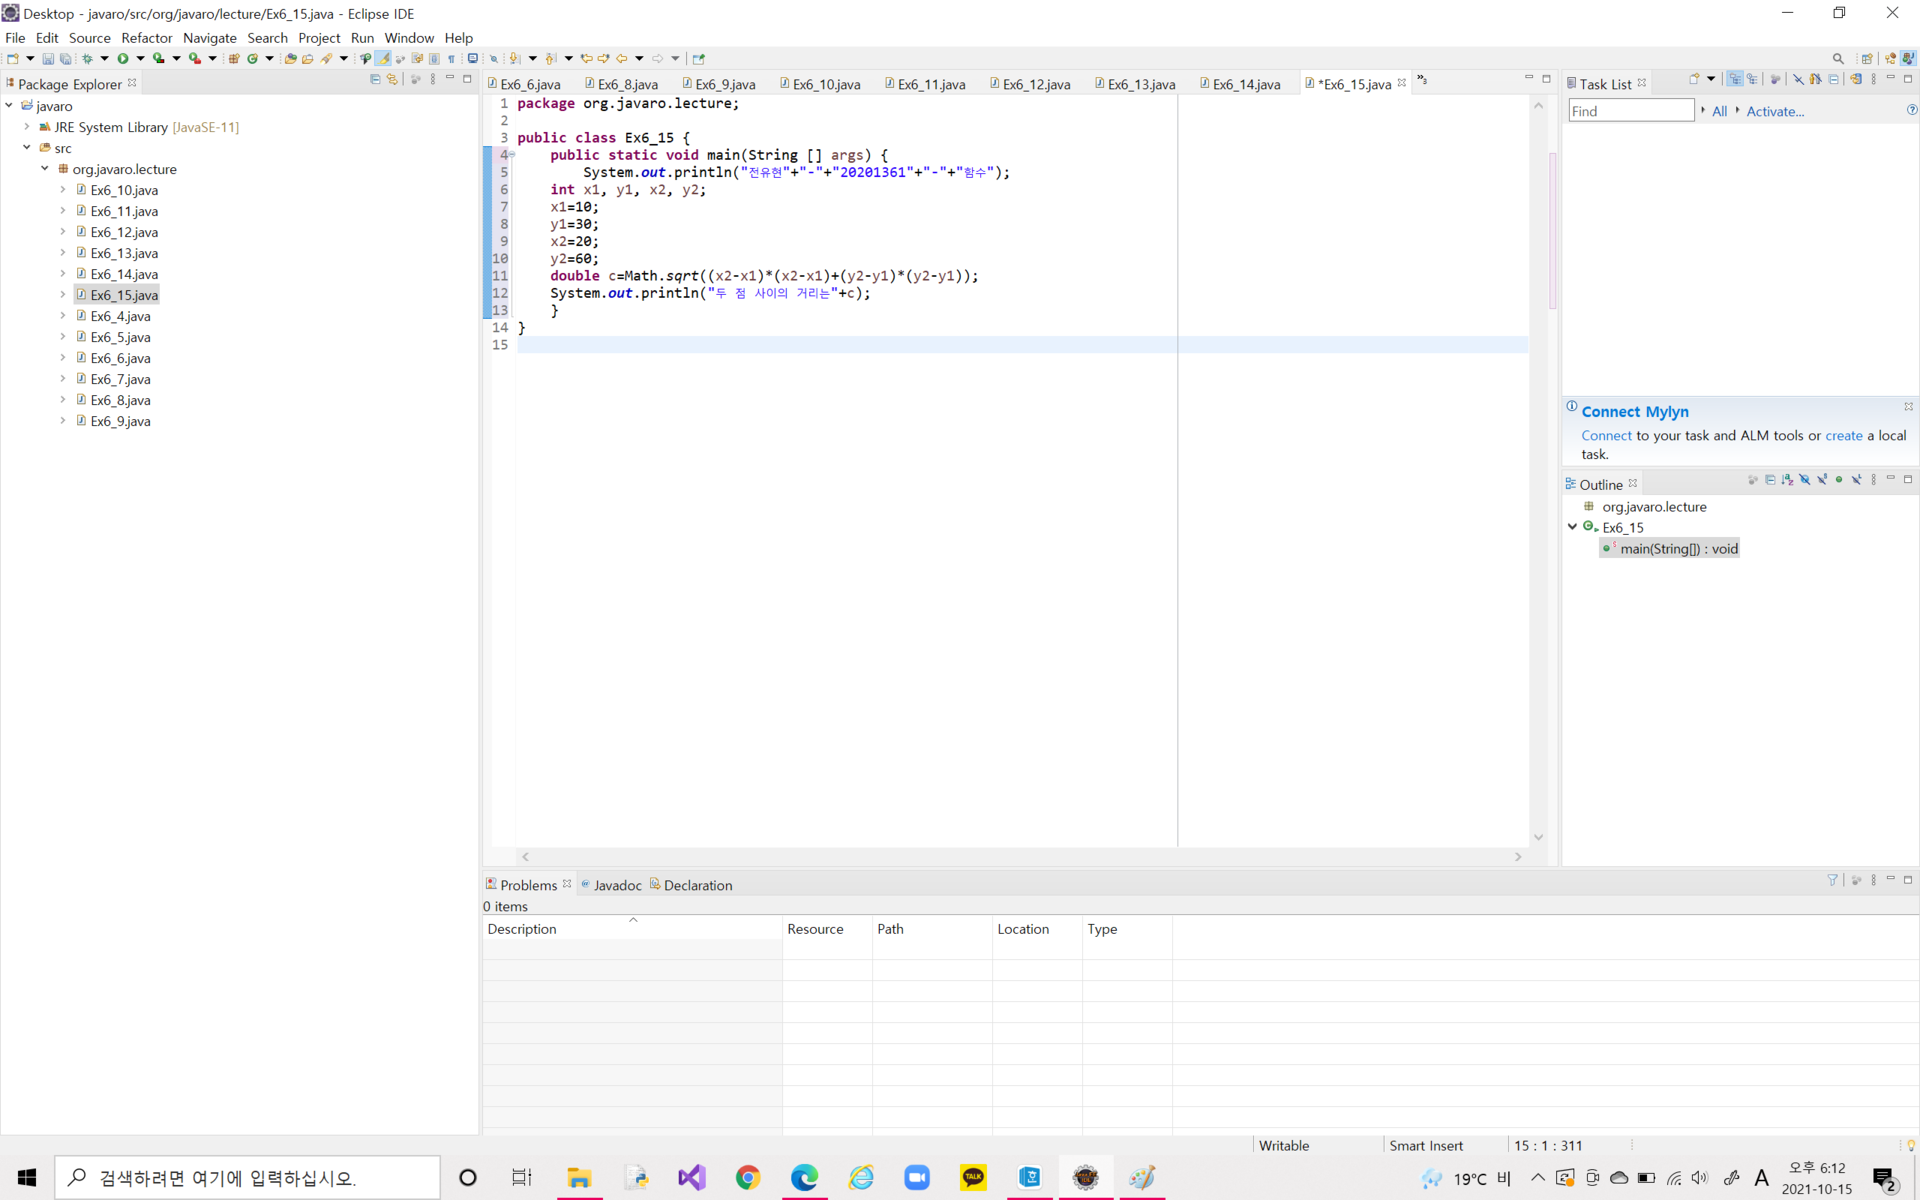 Desktop - javaro/src/org/javaro/lecture/Ex6_15.java - Eclipse IDE
File Edit Source Refactor Navigate Search Project Run Window Help
Package Explorer
javaro
JRE System Library [JavaSE-11]
src
org.javaro.lecture
Ex6_10.java
Ex6_11.java
Ex6_12.java
Ex6_13.java
Ex6_14.java
Ex6_15.java
Ex6_4.java
Ex6_5.java
Ex6_6.java
Ex6_7.java
Ex6_8.java
Ex6_9.java
Ex6_6.java Ex6_8.java Ex6_9.java Ex6_10.java Ex6_11.java Ex6_12.java Ex6_13.java Ex6_14.java *Ex6_15.java »3
1 package org.javaro.lecture;
2
3 public class Ex6_15 {
4 public static void main(String [] args) {
5 System.out.println("전유현"+"-"+"20201361"+"-"+"함수");
6 int x1, y1, x2, y2;
7 x1=10;
8 y1=30;
9 x2=20;
10 y2=60;
11 double c=Math.sqrt((x2-x1)*(x2-x1)+(y2-y1)*(y2-y1));
12 System.out.println("두 점 사이의 거리는"+c);
13 }
14 }
15
Task List
Find All Activate...
Connect Mylyn
Connect to your task and ALM tools or create a local
task.
Outline
org.javaro.lecture
Ex6_15
main(String[]) : void
Problems Javadoc Declaration
0 items
Description Resource Path Location Type
Writable Smart Insert 15 : 1 : 311
검색하려면 여기에 입력하십시오.
TALK
19°C 비
A
오후 6:12
2021-10-15
2